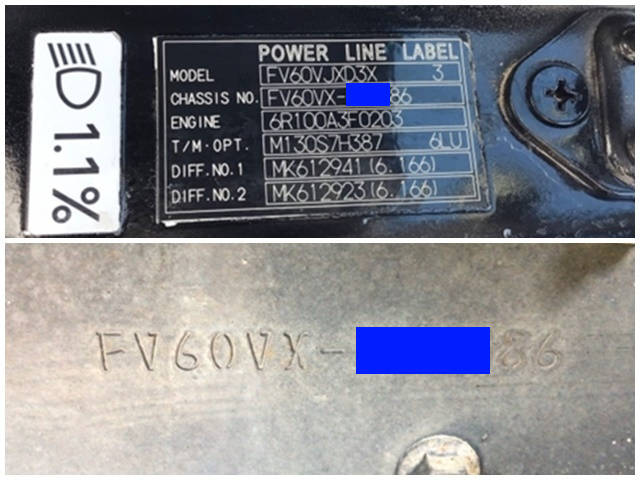 1.1%
POWER LINE LABEL
MODEL FV60VJXD3X 3
CHASSIS NO. FV60VX- 86
ENGINE 6R100A3F0203
T/M·OPT. M130S7H387 6LU
DIFF.NO.1 MK612941(6.166)
DIFF.NO.2 MK612923(6.166)
FV60VX- 86